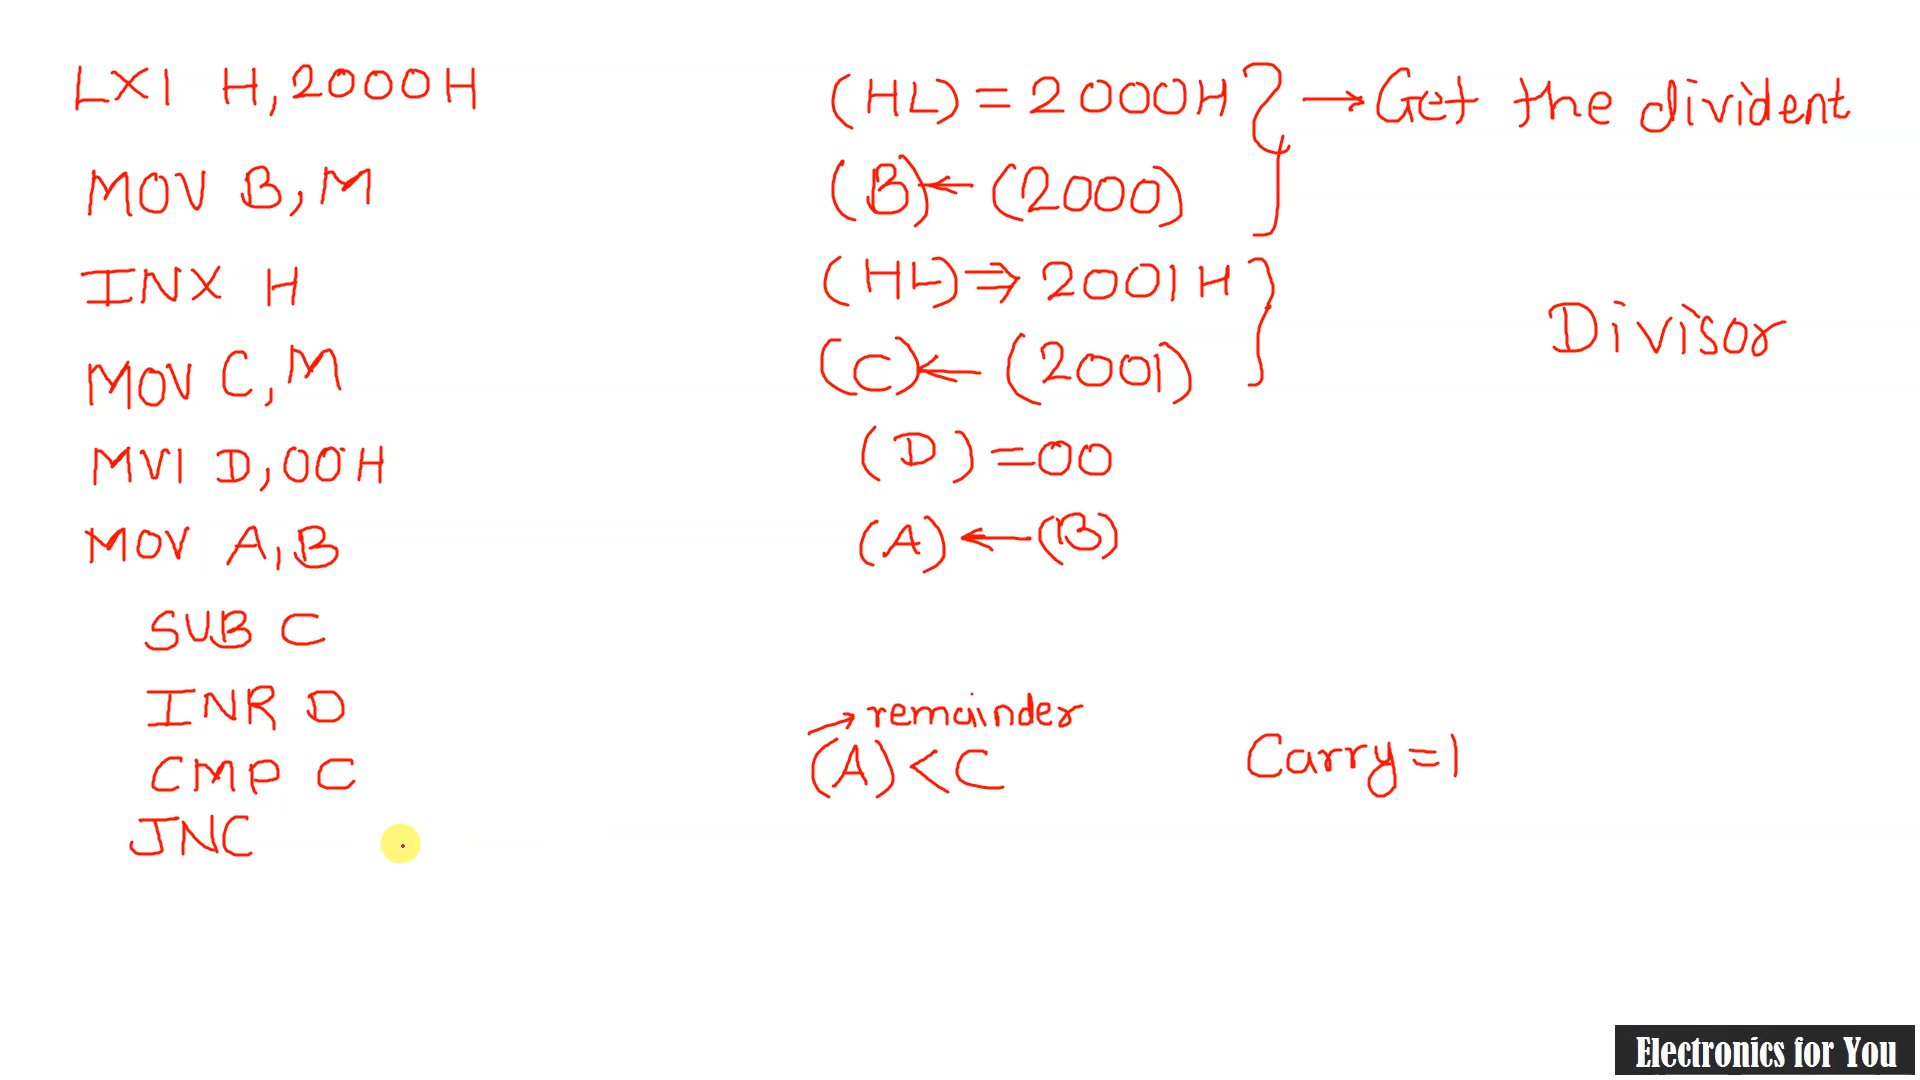 LXI H,2000H (HL)=2000H → Get the divident
MOV B,M (B)← (2000)
INX H (HL)⇒ 2001H
Divisor
MOV C,M (C)← (2001)
MVI D,00H (D)=00
MOV A,B (A)←(B)
SUB C
INR D → remainder
CMP C (A)<C Carry=1
JNC
Electronics for You